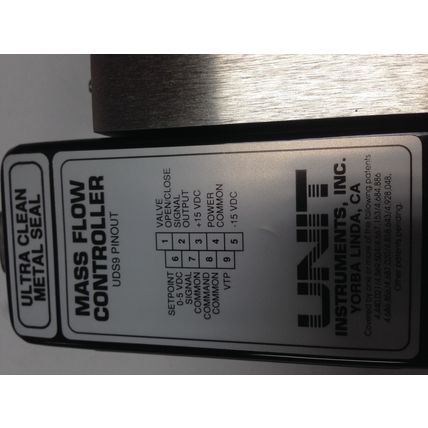 ULTRA CLEAN
METAL SEAL
MASS FLOW
CONTROLLER
UDS9 PINOUT
VALVE
SETPOINT 1 OPEN/CLOSE
0-5 VDC 6 SIGNAL
SIGNAL 2 OUTPUT
COMMON 7 3 +15 VDC
COMMAND 8 POWER
COMMON 4 COMMON
VTP 9 5 -15 VDC
UNIT
INSTRUMENTS, INC.
YORBA LINDA, CA
Covered by one or more of the following patents
Other patents pending.